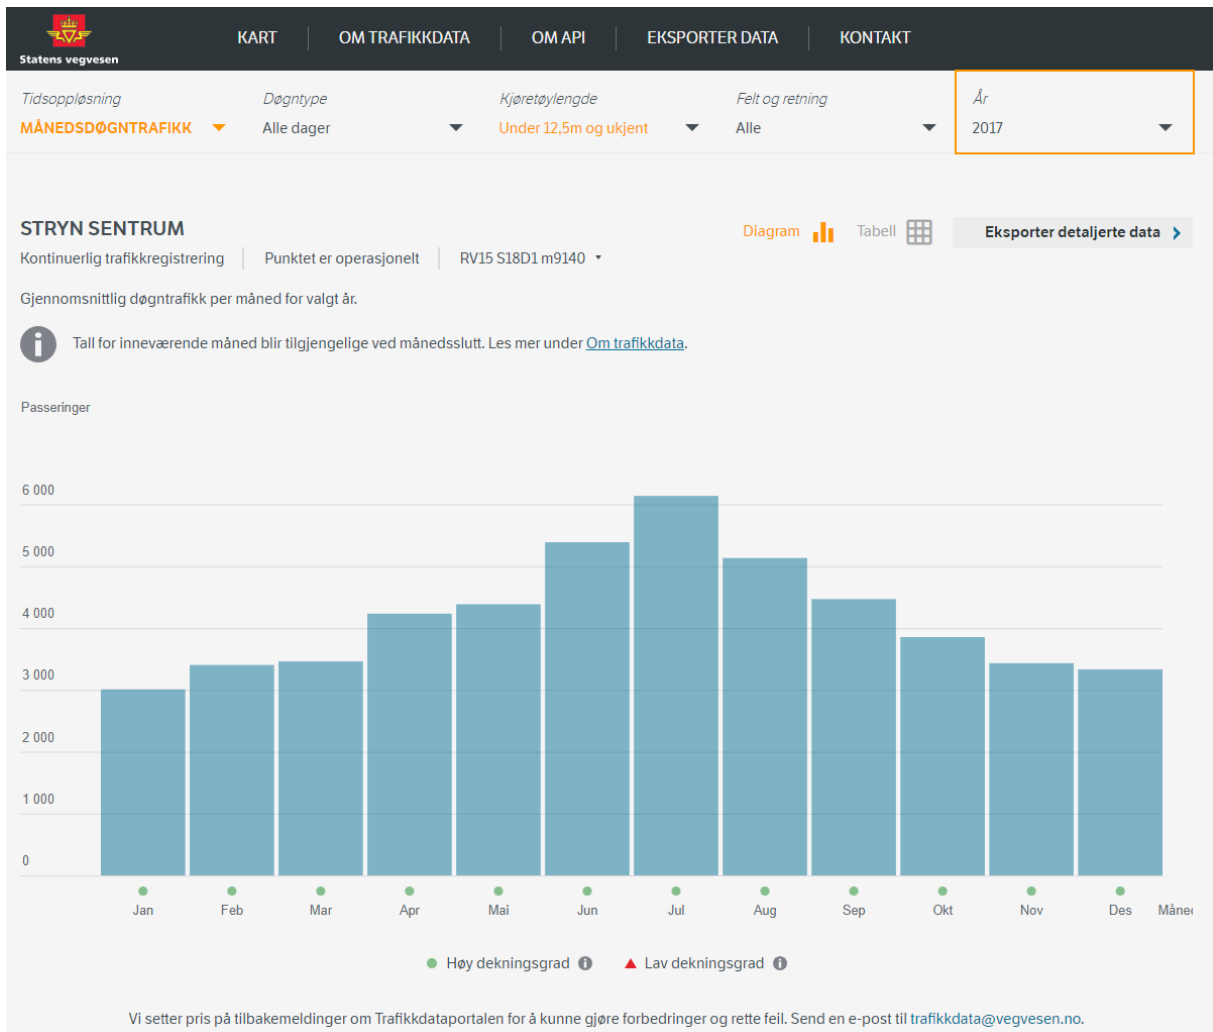 Statens vegvesen
KART OM TRAFIKKDATA OM API EKSPORTER DATA KONTAKT
Tidsoppløsning Døgntype Kjøretøylengde Felt og retning År
MÅNEDSDØGNTRAFIKK Alle dager Under 12,5m og ukjent Alle 2017
STRYN SENTRUM
Diagram Tabell Eksporter detaljerte data
Kontinuerlig trafikkregistrering Punktet er operasjonelt RV15 S18D1 m9140
Gjennomsnittlig døgntrafikk per måned for valgt år.
Tall for inneværende måned blir tilgjengelige ved månedsslutt. Les mer under Om trafikkdata.
Passeringer
6 000
5 000
4 000
3 000
2 000
1 000
0
Jan Feb Mar Apr Mai Jun Jul Aug Sep Okt Nov Des Måne
Høy dekningsgrad Lav dekningsgrad
Vi setter pris på tilbakemeldinger om Trafikkdataportalen for å kunne gjøre forbedringer og rette feil. Send en e-post til trafikkdata@vegvesen.no.